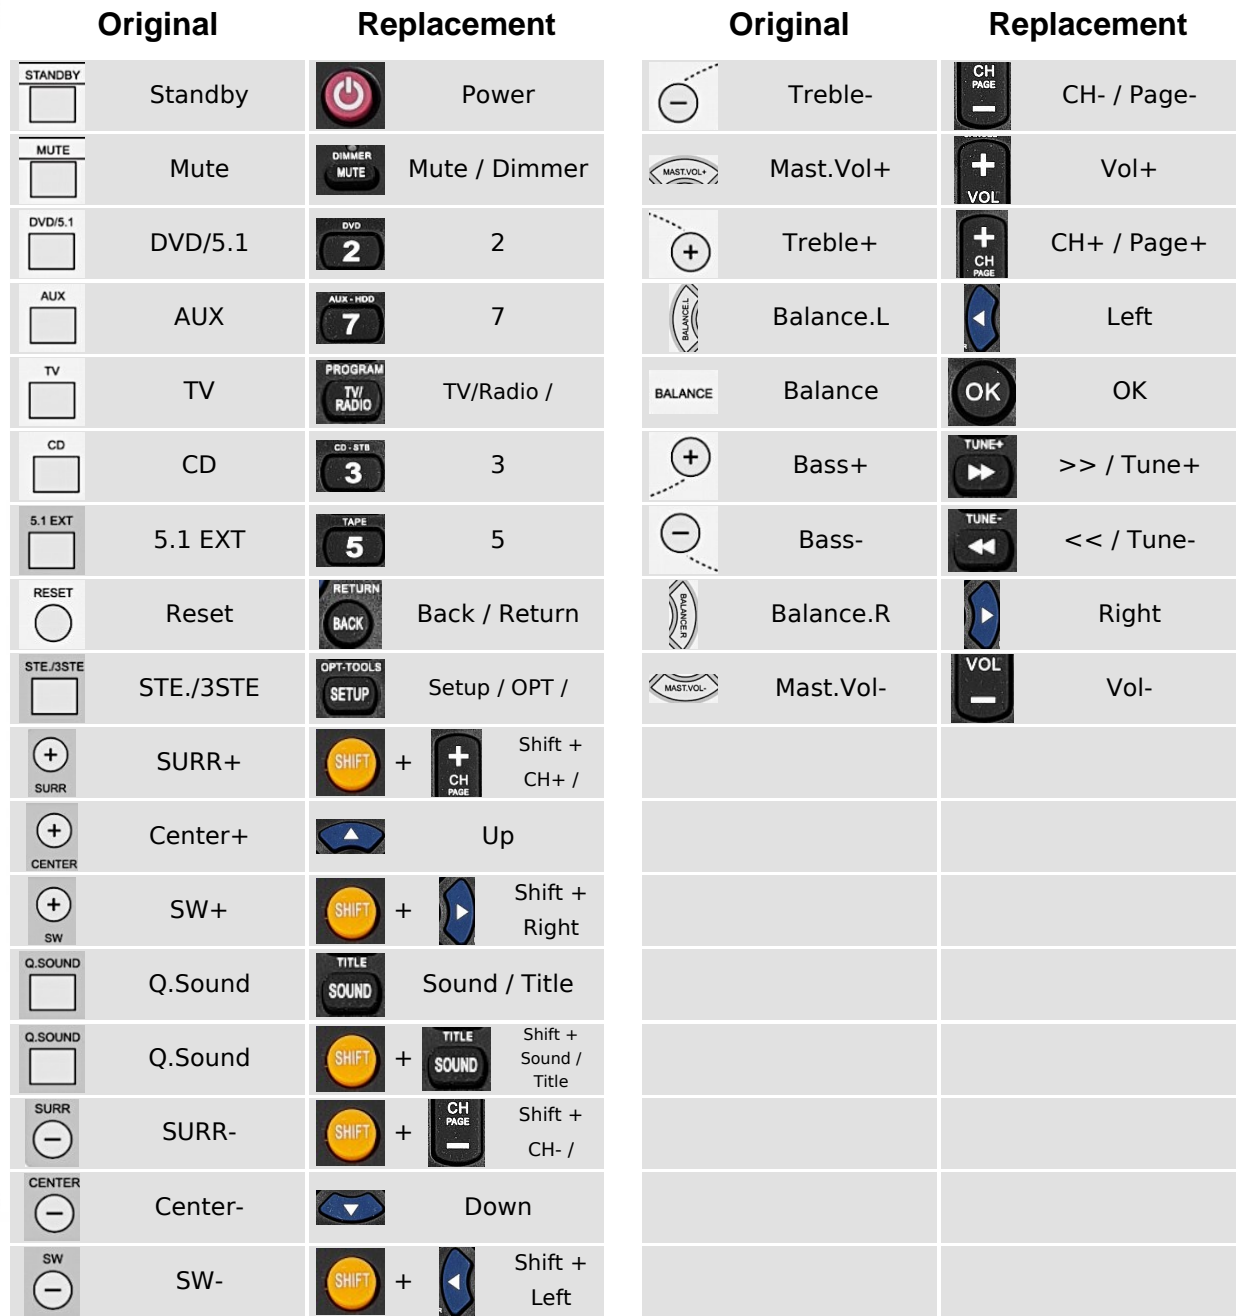 Original Replacement Original Replacement
STANDBY Standby Power Treble- CH PAGE CH- / Page-
MUTE Mute DIMMER MUTE Mute / Dimmer MAST.VOL+ Mast.Vol+ VOL Vol+
DVD/5.1 DVD/5.1 DVD 2 2 Treble+ CH PAGE CH+ / Page+
AUX AUX AUX - HDD 7 7 BALANCE.L Balance.L Left
TV TV PROGRAM TV/ RADIO TV/Radio / BALANCE Balance OK OK
CD CD CD - STB 3 3 Bass+ TUNE+ >> / Tune+
5.1 EXT 5.1 EXT TAPE 5 5 Bass- TUNE- << / Tune-
RESET Reset RETURN BACK Back / Return BALANCE.R Balance.R Right
STE./3STE STE./3STE OPT-TOOLS SETUP Setup / OPT / MAST.VOL- Mast.Vol- VOL Vol-
SURR SURR+ SHIFT + CH PAGE Shift +
CH+ /
CENTER Center+ Up
SW SW+ SHIFT + Shift +
Right
Q.SOUND Q.Sound TITLE SOUND Sound / Title
Q.SOUND Q.Sound SHIFT + TITLE SOUND Shift +
Sound /
Title
SURR SURR- SHIFT + CH PAGE Shift +
CH- /
CENTER Center- Down
SW SW- SHIFT + Shift +
Left